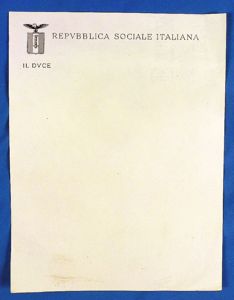 REPVBBLICA SOCIALE ITALIANA
IL DVCE